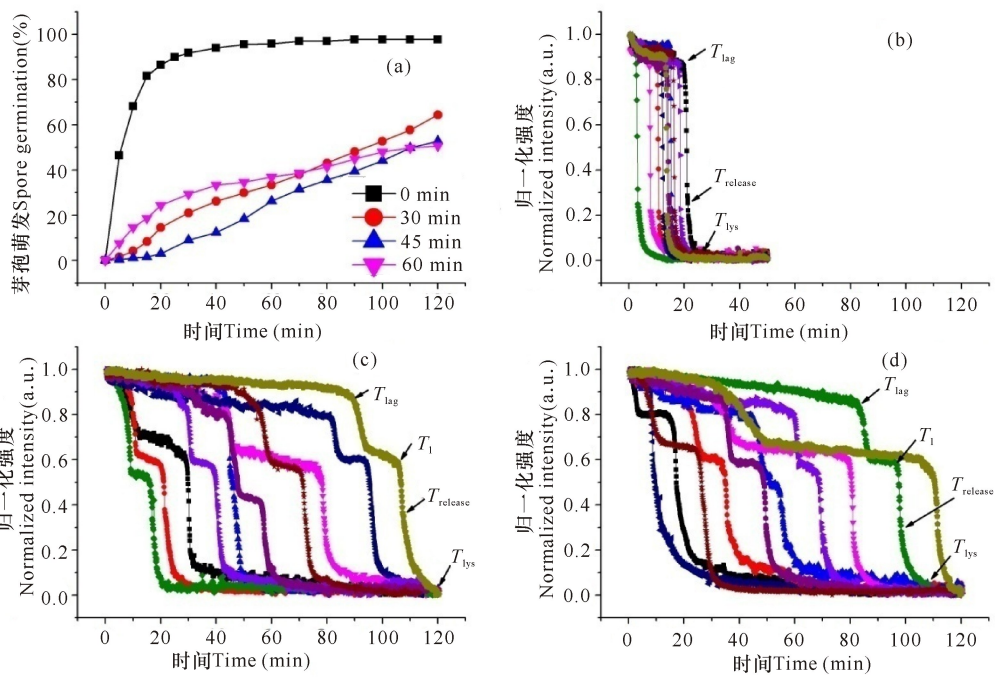 芽孢萌发Spore germination(%)
100
80
60
40
20
0
(a)
0 min
30 min
45 min
60 min
0 20 40 60 80 100 120
时间Time (min)
归一化强度
Normalized intensity(a.u.)
1.0
0.8
0.6
0.4
0.2
0.0
(b)
Tlag
Trelease
Tlys
0 20 40 60 80 100 120
时间Time (min)
归一化强度
Normalized intensity(a.u.)
1.0
0.8
0.6
0.4
0.2
0.0
(c)
Tlag
T1
Trelease
Tlys
0 20 40 60 80 100 120
时间Time (min)
归一化强度
Normalized intensity(a.u.)
1.0
0.8
0.6
0.4
0.2
0.0
(d)
Tlag
T1
Trelease
Tlys
0 20 40 60 80 100 120
时间Time (min)